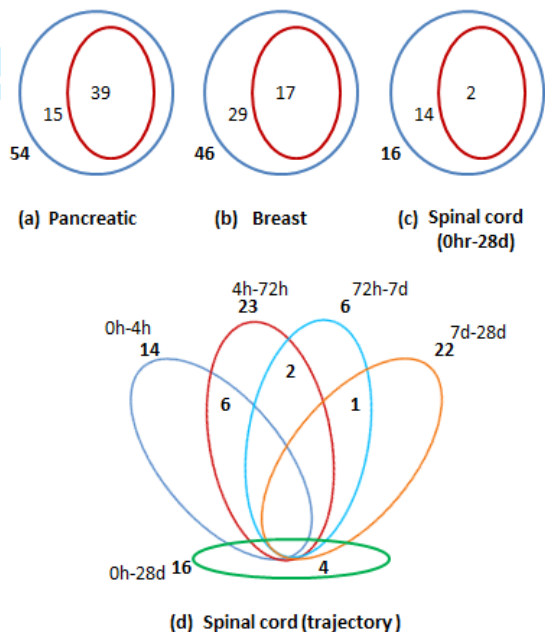 39
15
54
17
29
46
2
14
16
(a) Pancreatic
(b) Breast
(c) Spinal cord
(0hr-28d)
4h-72h
23
72h-7d
6
0h-4h
14
7d-28d
22
2
6
1
0h-28d 16
4
(d) Spinal cord (trajectory)